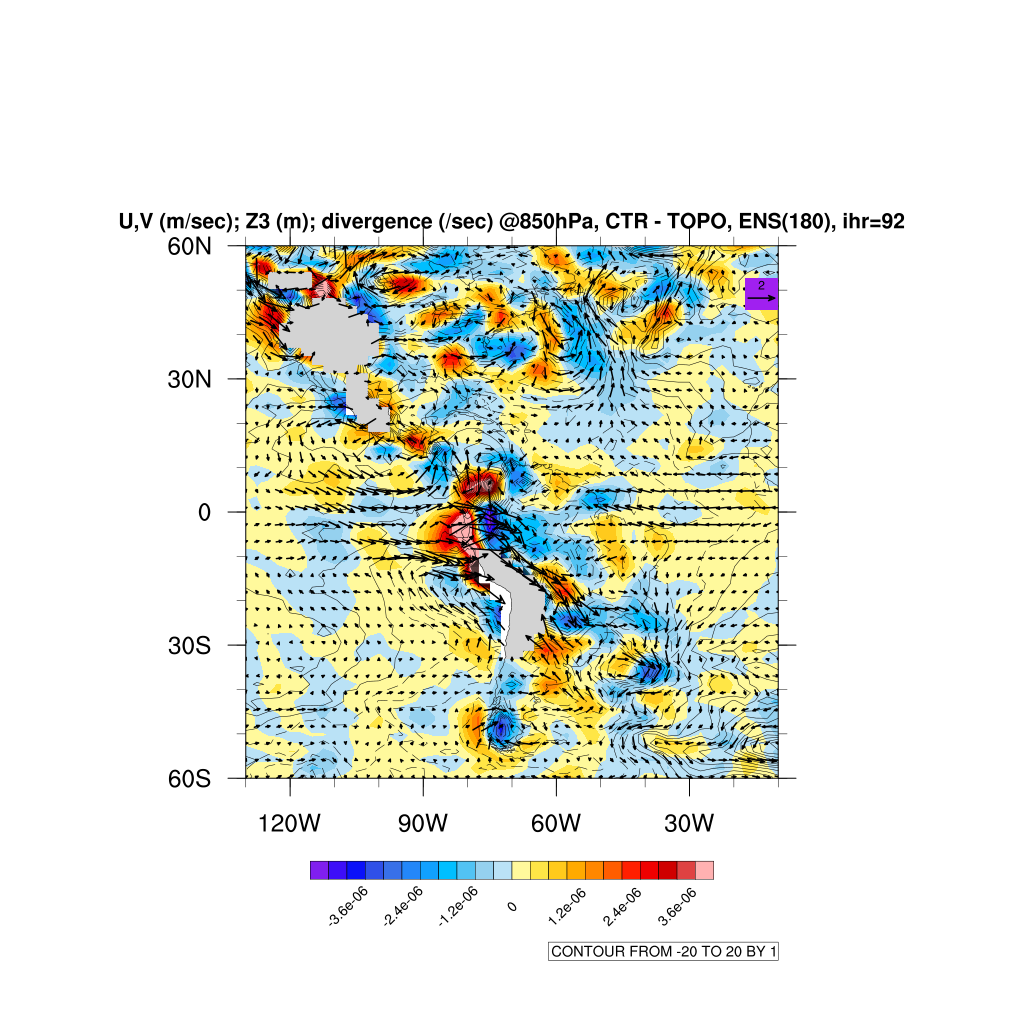 U,V (m/sec); Z3 (m); divergence (/sec) @850hPa, CTR - TOPO, ENS(180), ihr=92
60N
2
30N
0
30S
60S
120W 90W 60W 30W
-3.6e-06 -2.4e-06 -1.2e-06 0 1.2e-06 2.4e-06 3.6e-06
CONTOUR FROM -20 TO 20 BY 1